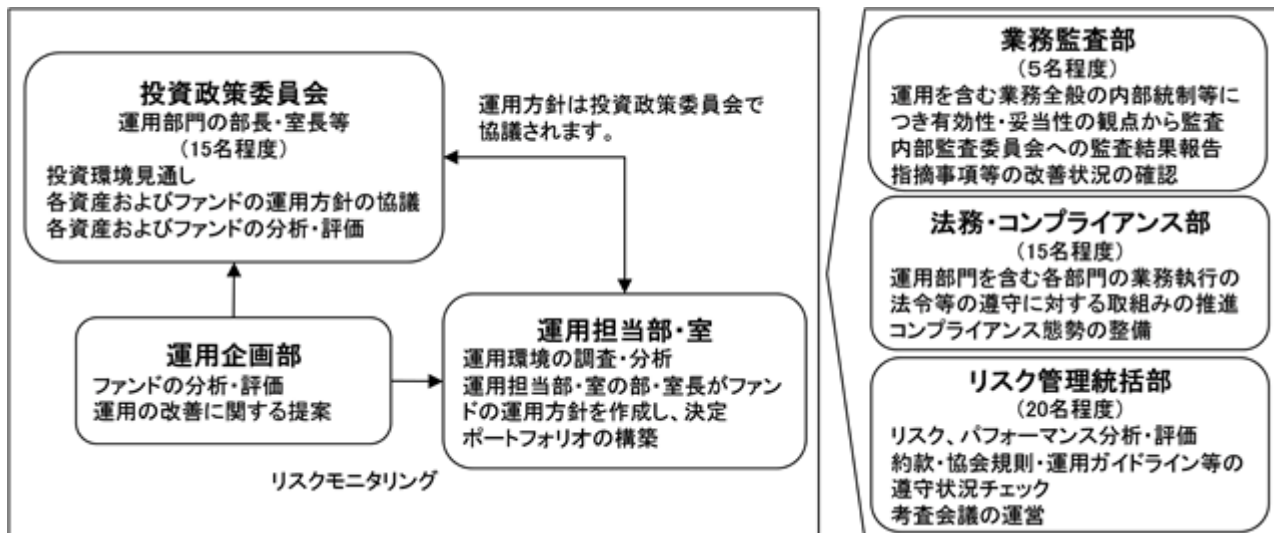 投資政策委員会
運用部門の部長・室長等
(15名程度)
投資環境見通し
各資産およびファンドの運用方針の協議
各資産およびファンドの分析・評価
運用方針は投資政策委員会で
協議されます。
運用企画部
ファンドの分析・評価
運用の改善に関する提案
運用担当部・室
運用環境の調査・分析
運用担当部・室の部・室長がファン
ドの運用方針を作成し、決定
ポートフォリオの構築
リスクモニタリング
業務監査部
(5名程度)
運用を含む業務全般の内部統制等に
つき有効性・妥当性の観点から監査
内部監査委員会への監査結果報告
指摘事項等の改善状況の確認
法務・コンプライアンス部
(15名程度)
運用部門を含む各部門の業務執行の
法令等の遵守に対する取組みの推進
コンプライアンス態勢の整備
リスク管理統括部
(20名程度)
リスク、パフォーマンス分析・評価
約款・協会規則・運用ガイドライン等の
遵守状況チェック
考査会議の運営